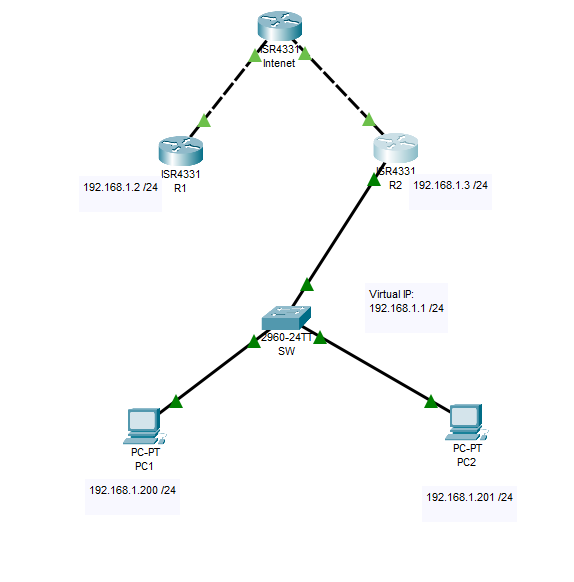 ISR4331
Intenet
ISR4331
R1
192.168.1.2 /24
ISR4331
R2
192.168.1.3 /24
Virtual IP:
192.168.1.1 /24
2960-24TT
SW
PC-PT
PC1
PC-PT
PC2
192.168.1.200 /24
192.168.1.201 /24